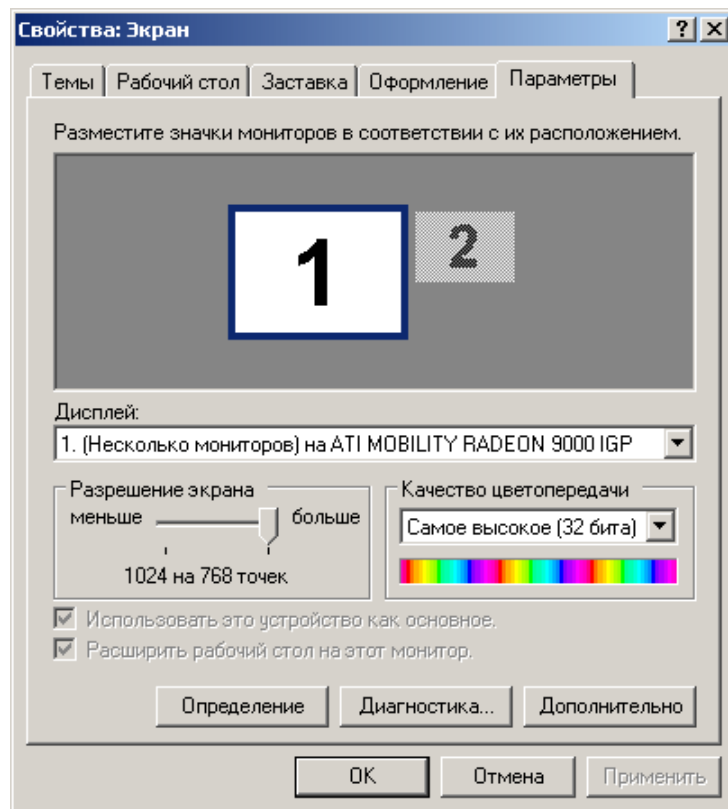 Свойства: Экран
Темы Рабочий стол Заставка Оформление Параметры
Разместите значки мониторов в соответствии с их расположением.
1 2
Дисплей:
1. (Несколько мониторов) на ATI MOBILITY RADEON 9000 IGP
Разрешение экрана
меньше больше
1024 на 768 точек
Качество цветопередачи
Самое высокое (32 бита)
Использовать это устройство как основное.
Расширить рабочий стол на этот монитор.
Определение Диагностика... Дополнительно
OK Отмена Применить